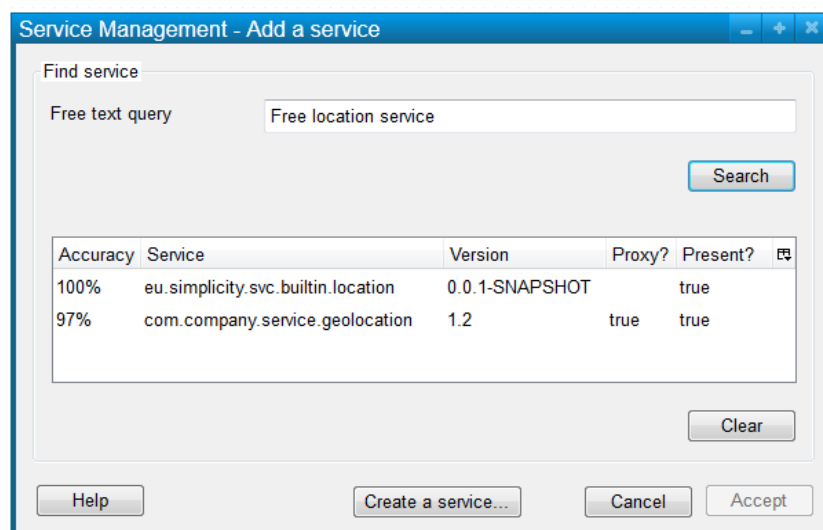 Service Management - Add a service
Find service
Free text query Free location service
Search
Accuracy Service Version Proxy? Present?
100% eu.simplicity.svc.builtin.location 0.0.1-SNAPSHOT true
97% com.company.service.geolocation 1.2 true true
Clear
Help Create a service... Cancel Accept